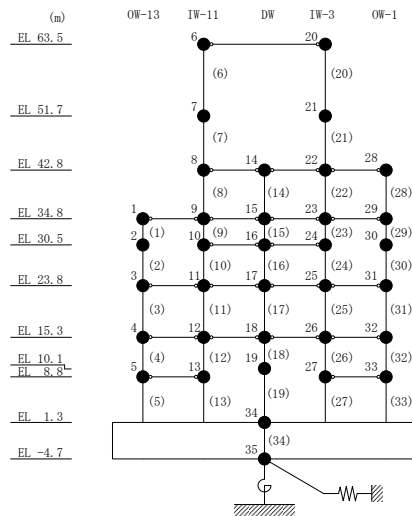 (m) OW-13 IW-11 DW IW-3 OW-1
EL 63.5 6 20
(6) (20)
EL 51.7 7 21
(7) (21)
EL 42.8 8 14 22 28
(8) (14) (22) (28)
EL 34.8 1 9 15 23 29
(1) (9) (15) (23) (29)
EL 30.5 2 10 16 24 30
(2) (10) (16) (24) (30)
EL 23.8 3 11 17 25 31
(3) (11) (17) (25) (31)
EL 15.3 4 12 18 26 32
(4) (12) (18) (26) (32)
EL 10.1 19
EL 8.8 5 13 27 33
(5) (13) (19) (27) (33)
EL 1.3 34
(34)
EL -4.7 35